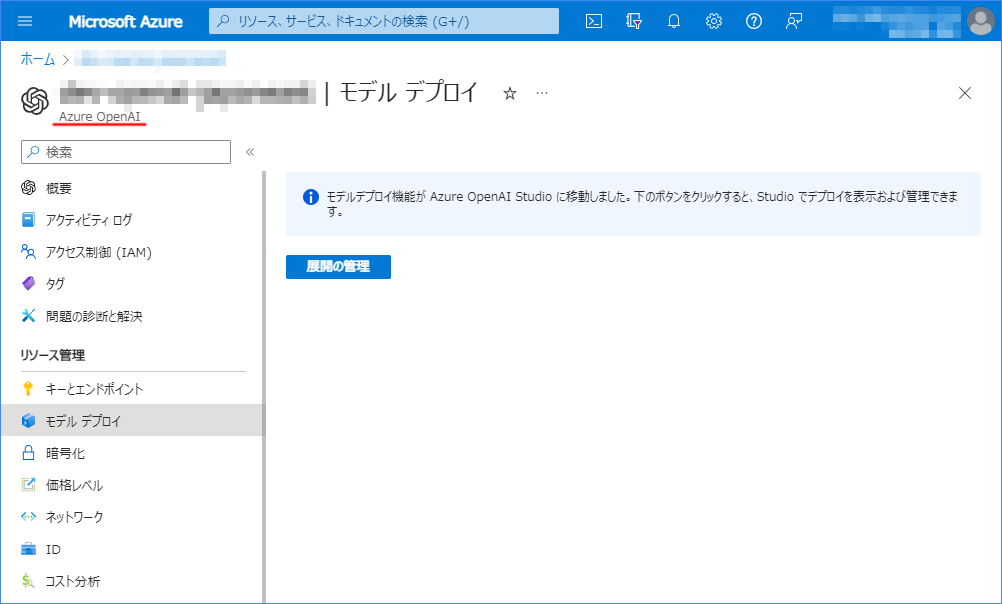 Microsoft Azure
リソース、サービス、ドキュメントの検索 (G+/)
ホーム >
| モデル デプロイ ☆ …
Azure OpenAI
検索 «
概要
アクティビティ ログ
アクセス制御 (IAM)
タグ
問題の診断と解決
リソース管理
キーとエンドポイント
モデル デプロイ
暗号化
価格レベル
ネットワーク
ID
コスト分析
モデルデプロイ機能が Azure OpenAI Studio に移動しました。下のボタンをクリックすると、Studio でデプロイを表示および管理できま
す。
展開の管理